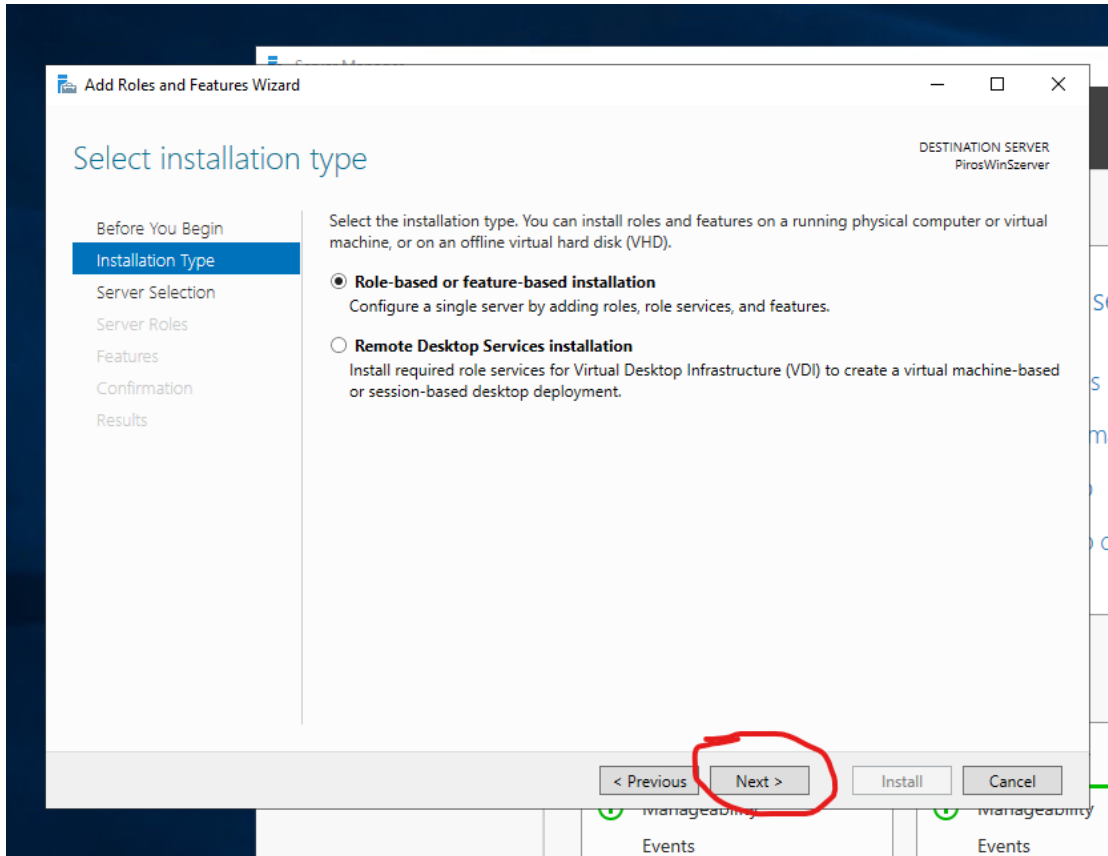 Server Manager
Add Roles and Features Wizard
Select installation type
DESTINATION SERVER
PirosWinSzerver
Before You Begin
Installation Type
Server Selection
Server Roles
Features
Confirmation
Results
Select the installation type. You can install roles and features on a running physical computer or virtual
machine, or on an offline virtual hard disk (VHD).
Role-based or feature-based installation
Configure a single server by adding roles, role services, and features.
Remote Desktop Services installation
Install required role services for Virtual Desktop Infrastructure (VDI) to create a virtual machine-based
or session-based desktop deployment.
< Previous
Next >
Install
Cancel
Manageability
Events
Manageability
Events